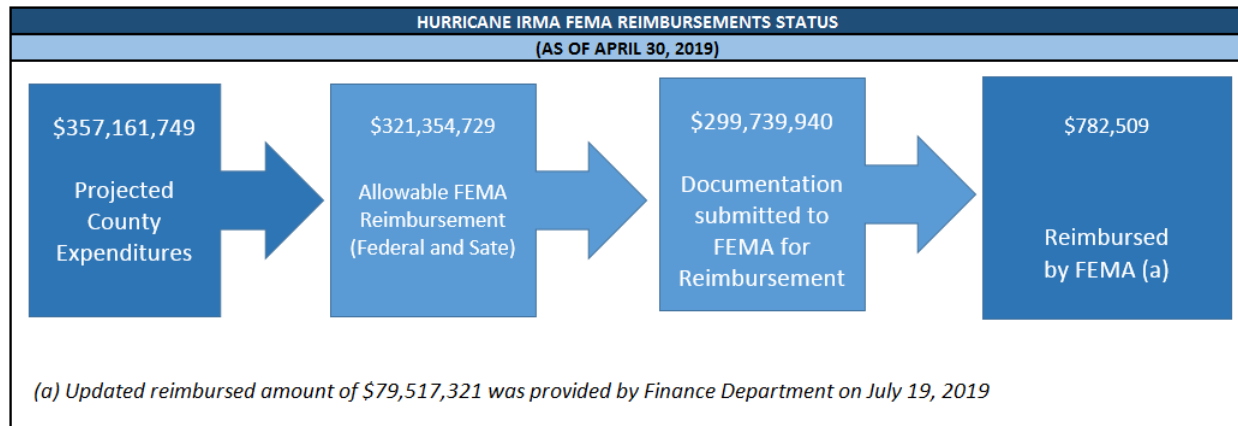 HURRICANE IRMA FEMA REIMBURSEMENTS STATUS
(AS OF APRIL 30, 2019)
$357,161,749
Projected
County
Expenditures
$321,354,729
Allowable FEMA
Reimbursement
(Federal and Sate)
$299,739,940
Documentation
submitted to
FEMA for
Reimbursement
$782,509
Reimbursed
by FEMA (a)
(a) Updated reimbursed amount of $79,517,321 was provided by Finance Department on July 19, 2019